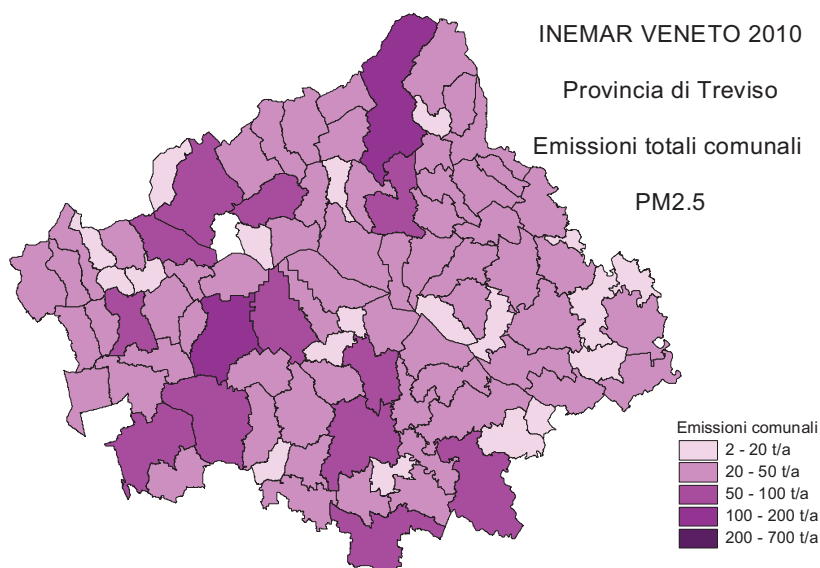 INEMAR VENETO 2010
Provincia di Treviso
Emissioni totali comunali
PM2.5
Emissioni comunali
2 - 20 t/a
20 - 50 t/a
50 - 100 t/a
100 - 200 t/a
200 - 700 t/a